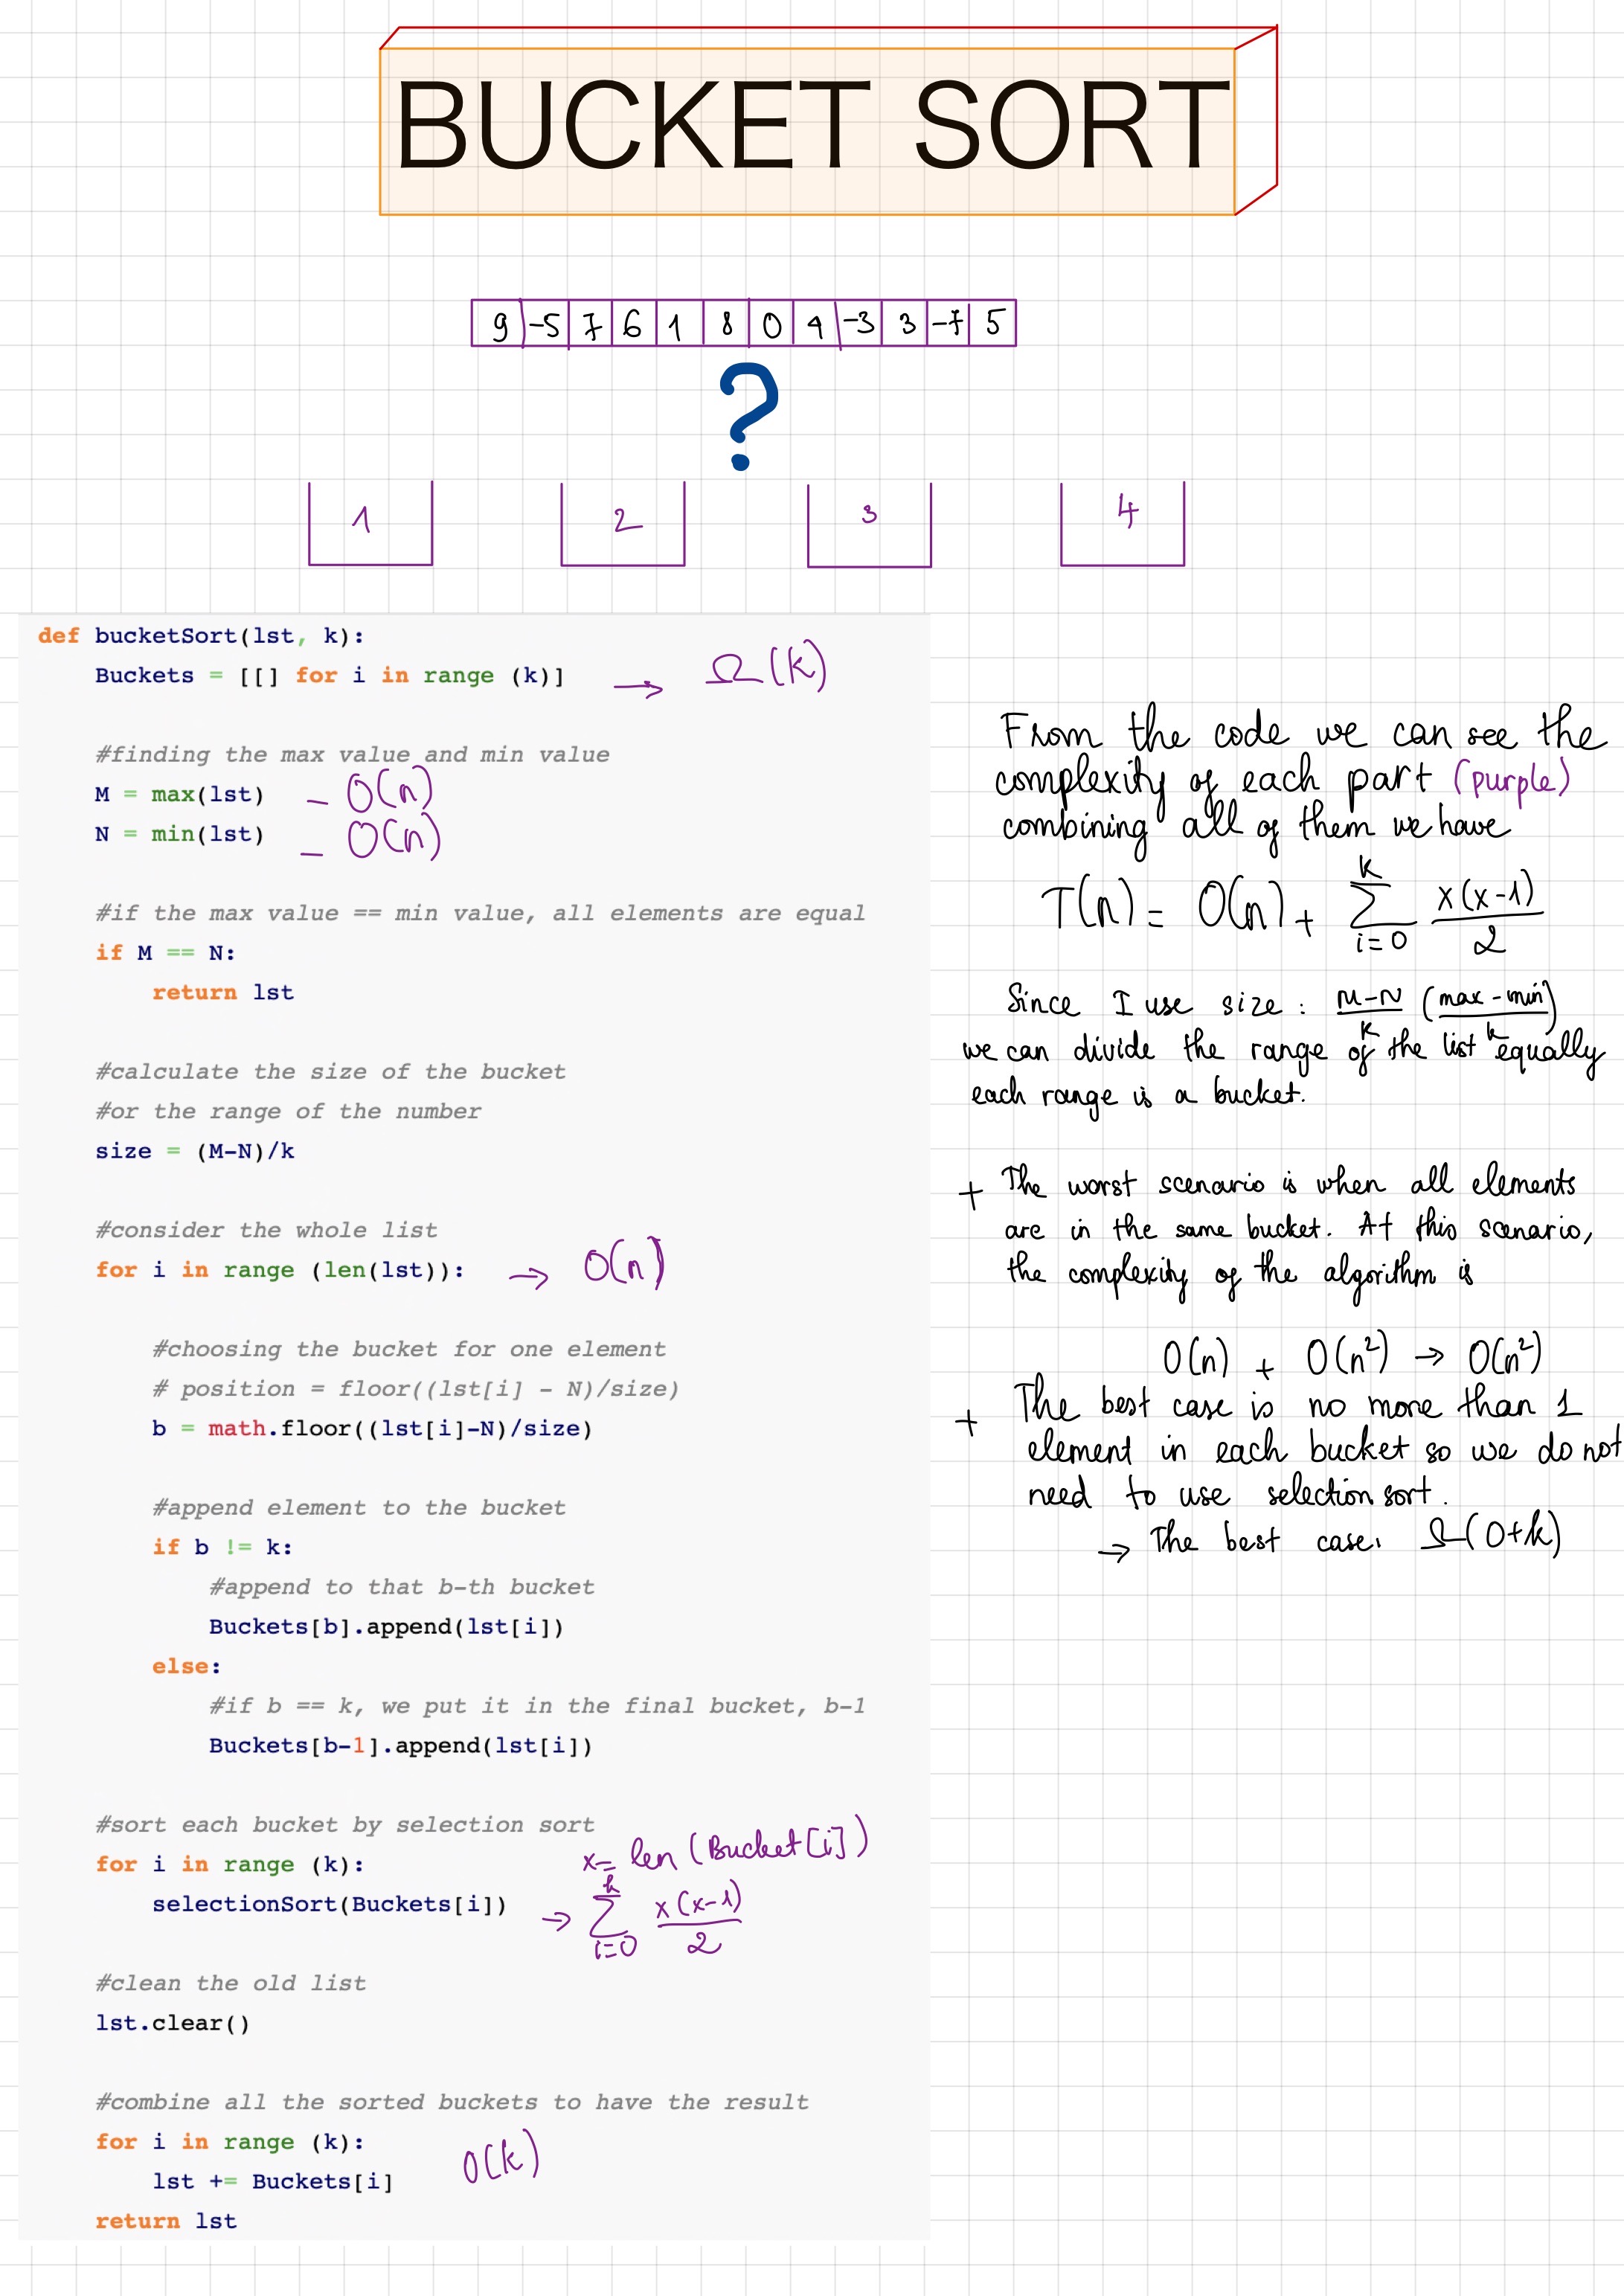 BUCKET SORT
9 -5 7 6 1 8 0 4 -3 3 -7 5
?
1 2 3 4
def bucketSort(lst, k):
Buckets = [[] for i in range (k)] → Ω(k)
#finding the max value and min value
M = max(lst) - O(n)
N = min(lst) - O(n)
#if the max value == min value, all elements are equal
if M == N:
return lst
#calculate the size of the bucket
#or the range of the number
size = (M-N)/k
#consider the whole list
for i in range (len(lst)): → O(n)
#choosing the bucket for one element
# position = floor((lst[i] - N)/size)
b = math.floor((lst[i]-N)/size)
#append element to the bucket
if b != k:
#append to that b-th bucket
Buckets[b].append(lst[i])
else:
#if b == k, we put it in the final bucket, b-1
Buckets[b-1].append(lst[i])
#sort each bucket by selection sort
x = len (Bucket[i])
for i in range (k):
selectionSort(Buckets[i]) → ∑_{i=0}^{k} x(x-1)/2
#clean the old list
lst.clear()
#combine all the sorted buckets to have the result
for i in range (k):
lst += Buckets[i] O(k)
return lst
From the code we can see the
complexity of each part (purple)
combining all of them we have
T(n) = O(n) + ∑_{i=0}^{k} x(x-1)/2
Since I use size : M-N/k (max-min/k)
we can divide the range of the list equally
each range is a bucket.
+ The worst scenario is when all elements
are in the same bucket. At this scenario,
the complexity of the algorithm is
O(n) + O(n²) → O(n²)
+ The best case is no more than 1
element in each bucket so we do not
need to use selection sort.
→ The best case: Ω(0+k)